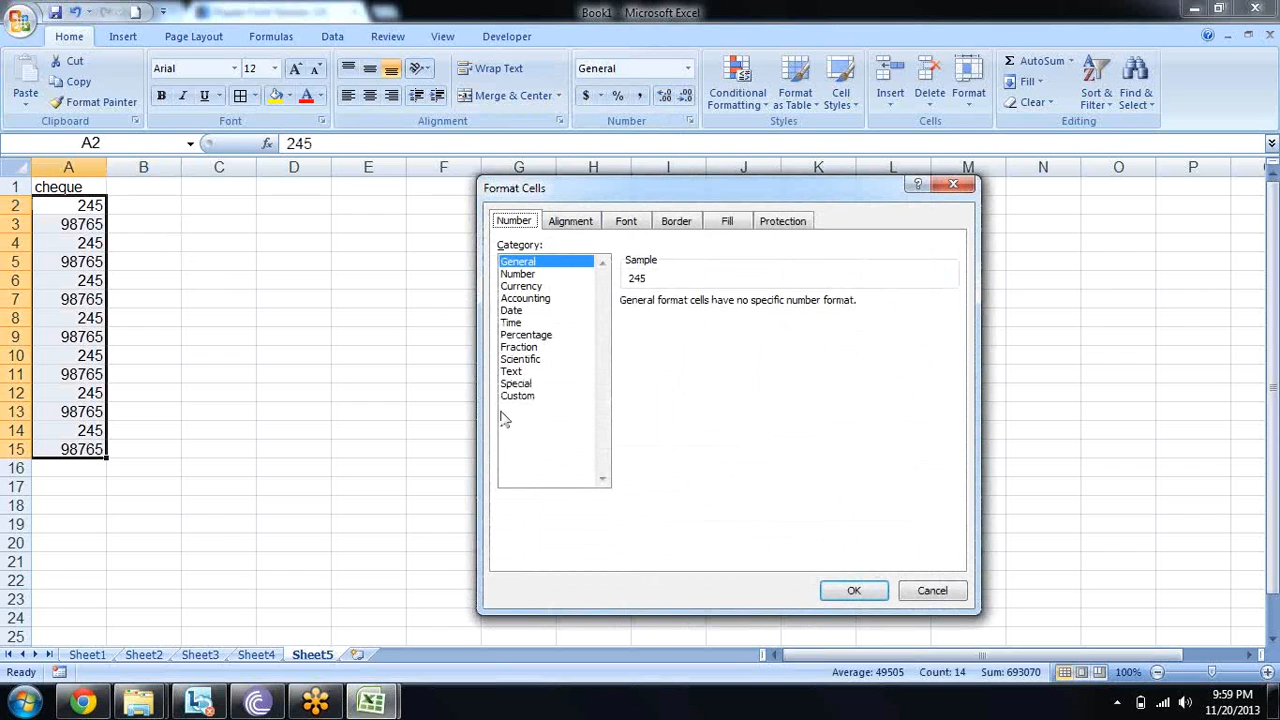 Book1 - Microsoft Excel
Home Insert Page Layout Formulas Data Review View Developer
Paste
Cut
Copy
Format Painter
Clipboard
Arial 12
B I U
Font
Wrap Text
Merge & Center
Alignment
General
$ % ,
Number
Conditional Formatting
Format as Table
Cell Styles
Styles
Insert Delete Format
Cells
AutoSum
Fill
Clear
Sort & Filter
Find & Select
Editing
A2 fx 245
A B C D E F G H I J K L M N O P
1 cheque
2 245
3 98765
4 245
5 98765
6 245
7 98765
8 245
9 98765
10 245
11 98765
12 245
13 98765
14 245
15 98765
16
17
18
19
20
21
22
23
24
25
Format Cells
Number Alignment Font Border Fill Protection
Category:
General
Number
Currency
Accounting
Date
Time
Percentage
Fraction
Scientific
Text
Special
Custom
Sample
245
General format cells have no specific number format.
OK Cancel
Sheet1 Sheet2 Sheet3 Sheet4 Sheet5
Ready Average: 49505 Count: 14 Sum: 693070 100%
9:59 PM
11/20/2013